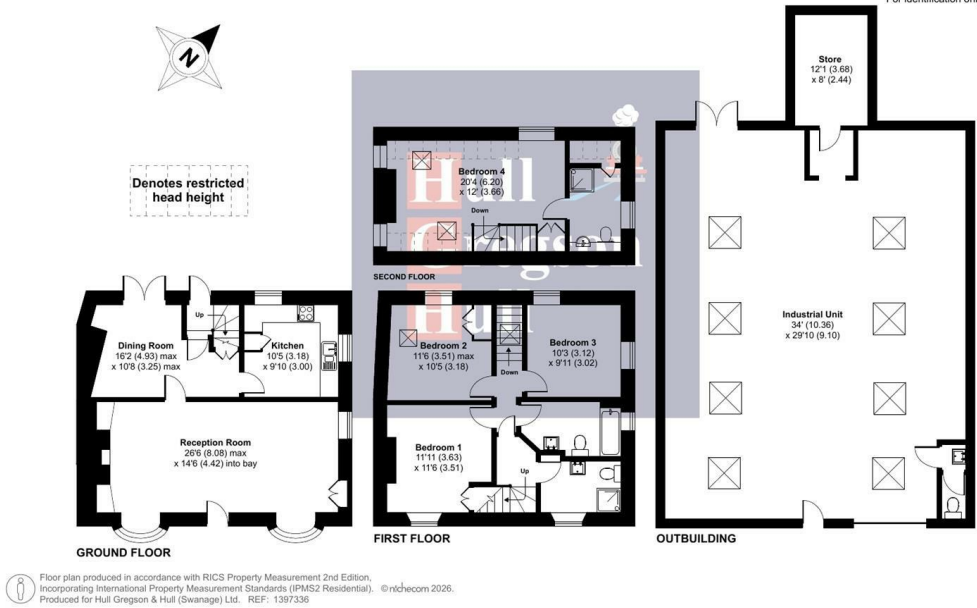 For identification only
N
Denotes restricted
head height
Store
12'1 (3.68)
x 8' (2.44)
Hull
Gregson
Hull
Bedroom 4
20'4 (6.20)
x 12' (3.66)
Down
SECOND FLOOR
Industrial Unit
34' (10.36)
x 29'10 (9.10)
Up
Dining Room
16'2 (4.93) max
x 10'8 (3.25) max
Kitchen
10'5 (3.18)
x 9'10 (3.00)
Reception Room
26'6 (8.08) max
x 14'6 (4.42) into bay
GROUND FLOOR
Bedroom 2
11'6 (3.51) max
x 10'5 (3.18)
Down
Bedroom 3
10'3 (3.12)
x 9'11 (3.02)
Bedroom 1
11'11 (3.63)
x 11'6 (3.51)
Up
FIRST FLOOR
OUTBUILDING
Floor plan produced in accordance with RICS Property Measurement 2nd Edition,
Incorporating International Property Measurement Standards (IPMS2 Residential). © nichecom 2026.
Produced for Hull Gregson & Hull (Swanage) Ltd. REF: 1397336